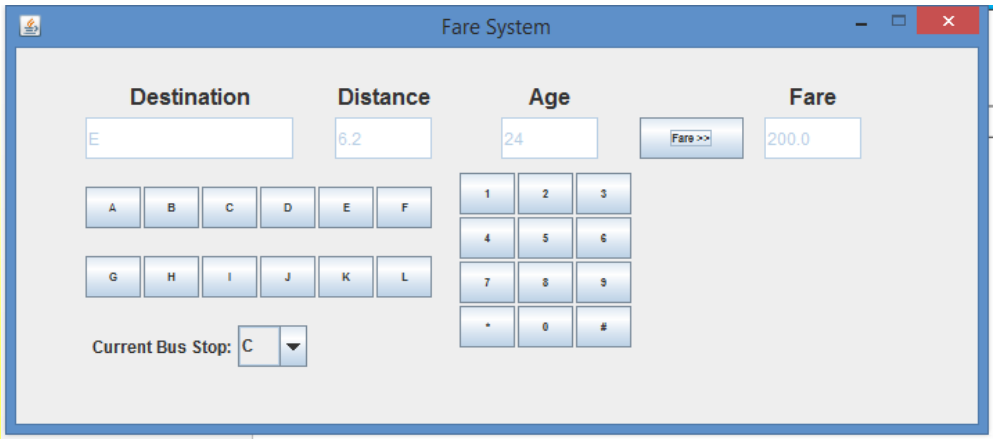 Fare System
Destination Distance Age Fare
E 6.2 24 Fare >> 200.0
1 2 3
A B C D E F
4 5 6
G H I J K L
7 8 9
* 0 #
Current Bus Stop: C